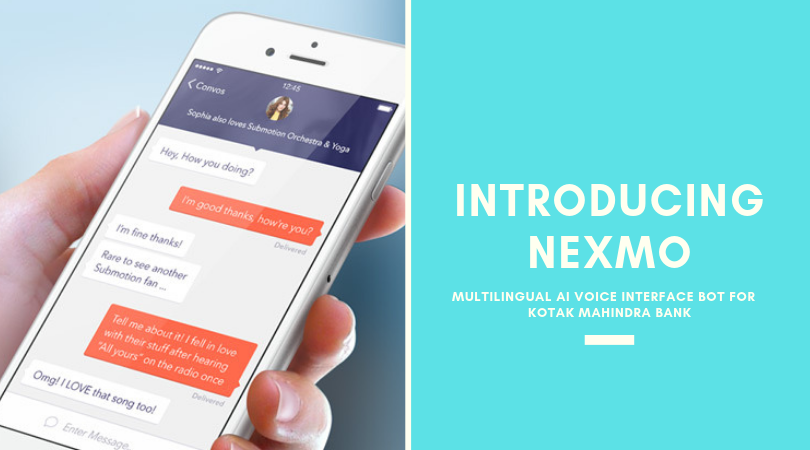 12:45
Convos
Sophia also loves Submotion Orchestra & Yoga
Hey, How you doing?
I'm good thanks, how're you?
Delivered
I'm fine thanks!
Rare to see another
Submotion fan ...
Tell me about it! I fell in love
with their stuff after hearing
"All yours" on the radio once
Delivered
Omg! I LOVE that song too!
Enter Message..
INTRODUCING
NEXMO
MULTILINGUAL AI VOICE INTERFACE BOT FOR
KOTAK MAHINDRA BANK